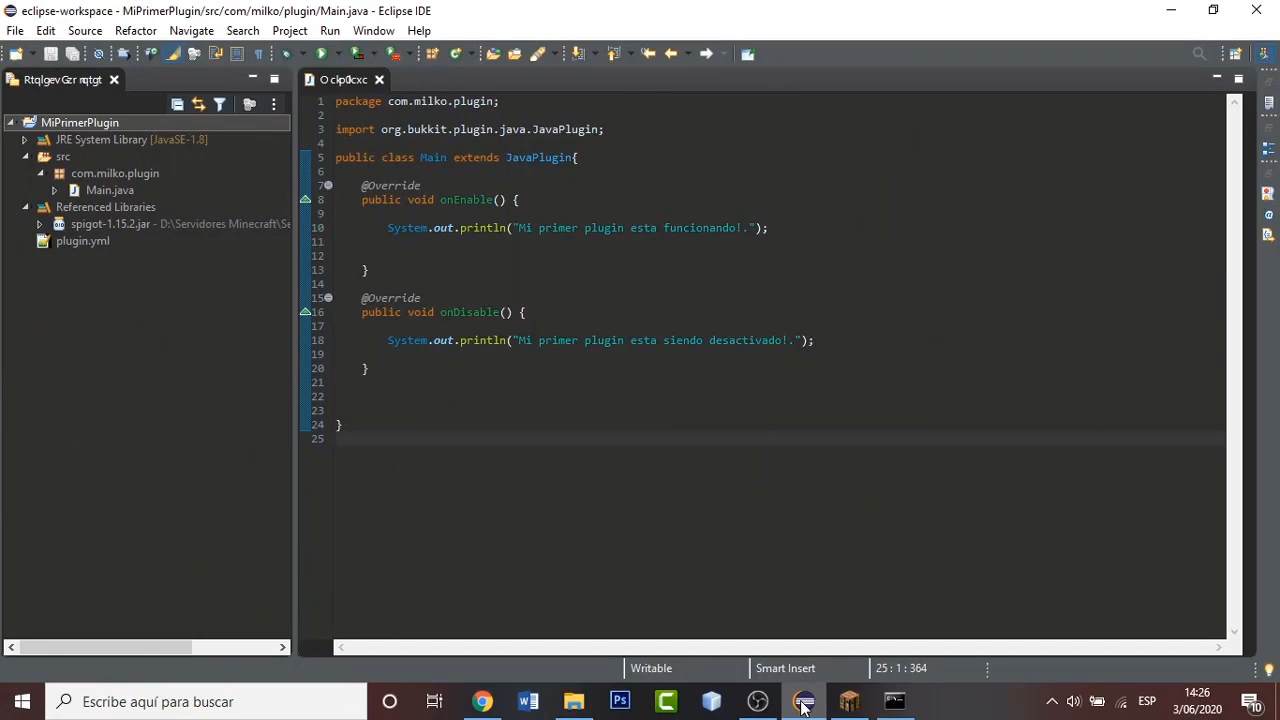 eclipse-workspace - MiPrimerPlugin/src/com/milko/plugin/Main.java - Eclipse IDE
File Edit Source Refactor Navigate Search Project Run Window Help
RtqlgevGzr nqtgt
MiPrimerPlugin
JRE System Library [JavaSE-1.8]
src
com.milko.plugin
Main.java
Referenced Libraries
spigot-1.15.2.jar - D:\Servidores Minecraft\Se
plugin.yml
1 package com.milko.plugin;
2
3 import org.bukkit.plugin.java.JavaPlugin;
4
5 public class Main extends JavaPlugin{
6
7 @Override
8 public void onEnable() {
9
10 System.out.println("Mi primer plugin esta funcionando!.");
11
12
13 }
14
15 @Override
16 public void onDisable() {
17
18 System.out.println("Mi primer plugin esta siendo desactivado!.");
19
20 }
21
22
23
24 }
25
Writable Smart Insert 25 : 1 : 364
Escribe aquí para buscar
ESP
14:26
3/06/2020
10